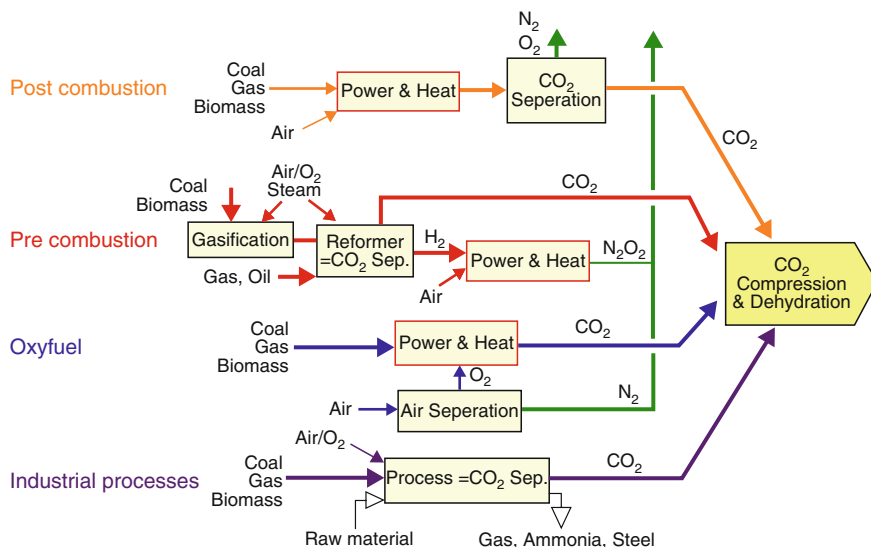 N₂
O₂
Post combustion
Coal
Gas
Biomass
Air
Power & Heat
CO₂
Seperation
CO₂
Pre combustion
Coal
Biomass
Air/O₂
Steam
Gasification
Gas, Oil
Reformer
=CO₂ Sep.
H₂
Air
Power & Heat
N₂O₂
CO₂
CO₂
Compression
& Dehydration
Oxyfuel
Coal
Gas
Biomass
Power & Heat
CO₂
O₂
Air
Air Seperation
N₂
Industrial processes
Coal
Gas
Biomass
Air/O₂
Process =CO₂ Sep.
CO₂
Raw material
Gas, Ammonia, Steel